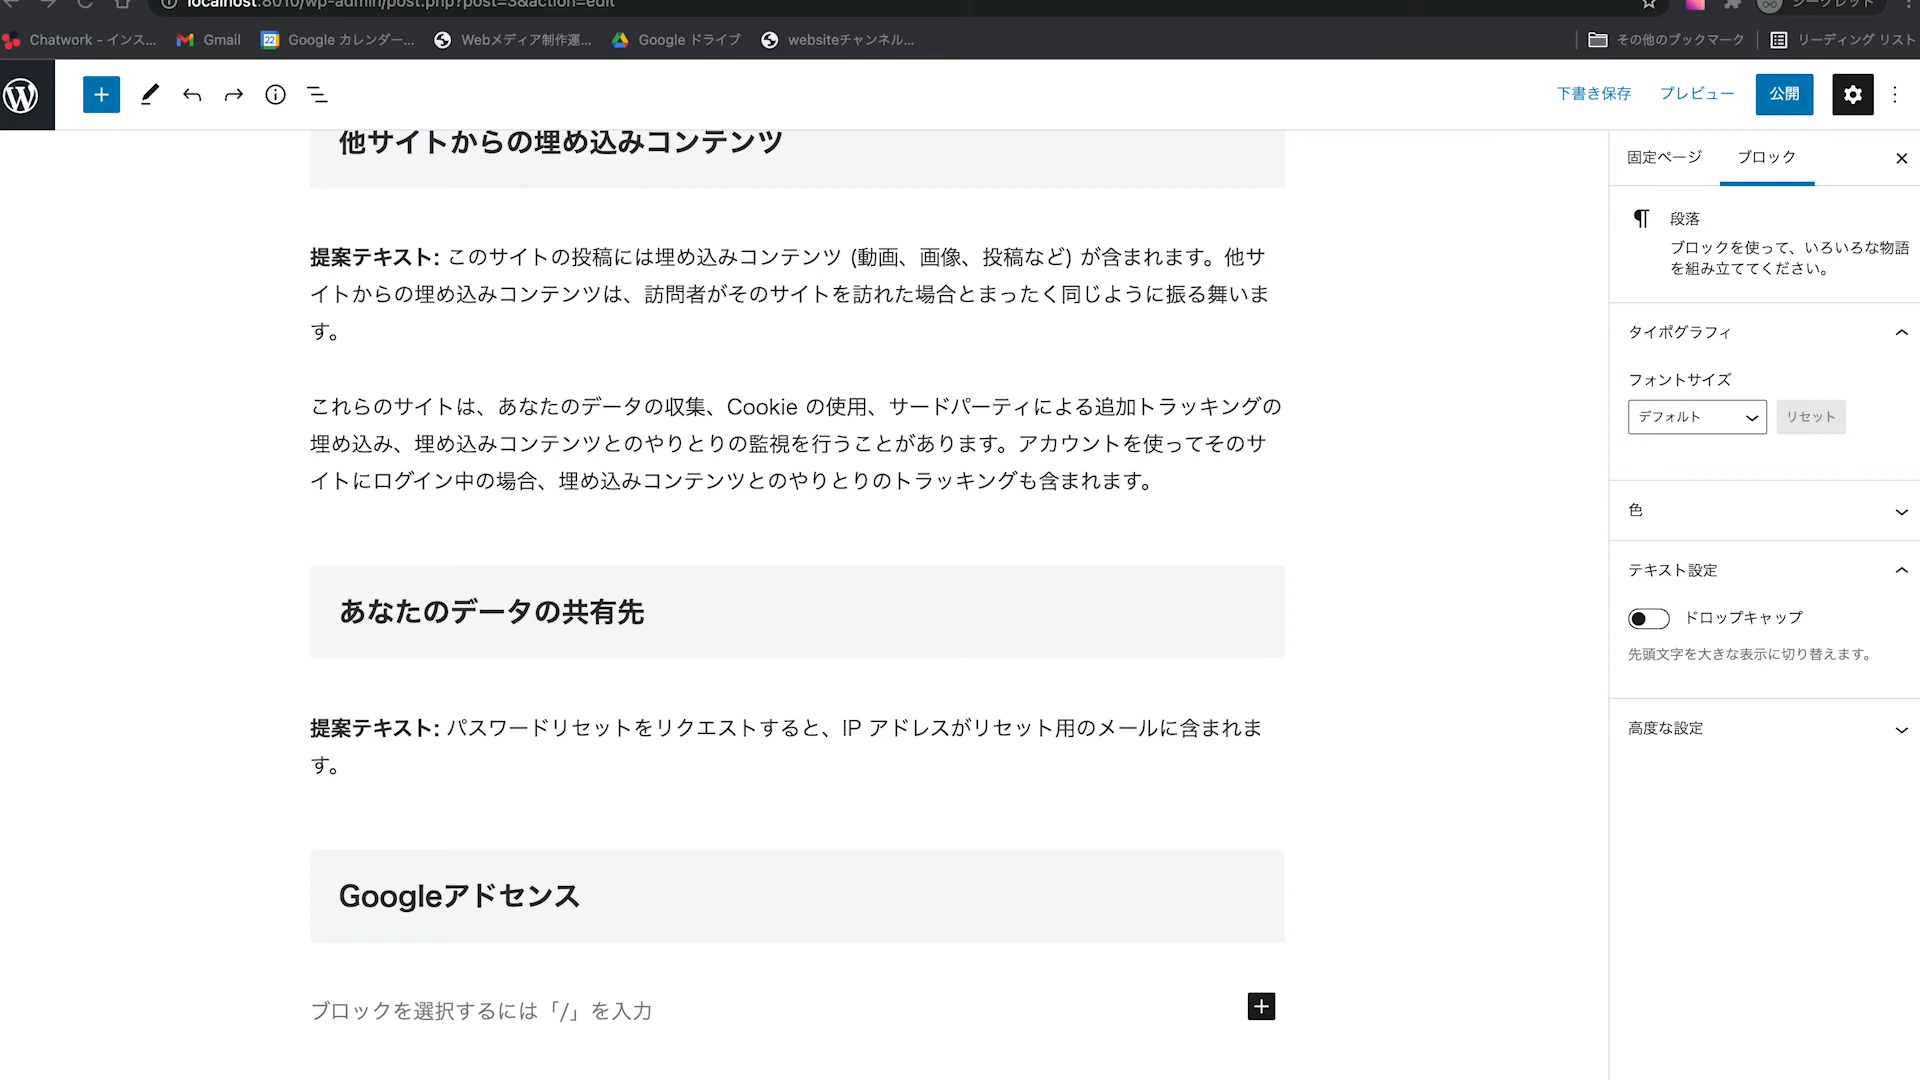 localhost:8010/wp-admin/post.php?post=3&action=edit
シークレット
Chatwork - インス...
Gmail
22
Google カレンダー...
Webメディア制作運...
Google ドライブ
websiteチャンネル...
その他のブックマーク
リーディング リスト
下書き保存
プレビュー
公開
他サイトからの埋め込みコンテンツ
提案テキスト: このサイトの投稿には埋め込みコンテンツ (動画、画像、投稿など) が含まれます。他サ
イトからの埋め込みコンテンツは、訪問者がそのサイトを訪れた場合とまったく同じように振る舞いま
す。
これらのサイトは、あなたのデータの収集、Cookie の使用、サードパーティによる追加トラッキングの
埋め込み、埋め込みコンテンツとのやりとりの監視を行うことがあります。アカウントを使ってそのサ
イトにログイン中の場合、埋め込みコンテンツとのやりとりのトラッキングも含まれます。
あなたのデータの共有先
提案テキスト: パスワードリセットをリクエストすると、IP アドレスがリセット用のメールに含まれま
す。
Googleアドセンス
ブロックを選択するには「/」を入力
固定ページ
ブロック
段落
ブロックを使って、いろいろな物語
を組み立ててください。
タイポグラフィ
フォントサイズ
デフォルト
リセット
色
テキスト設定
ドロップキャップ
先頭文字を大きな表示に切り替えます。
高度な設定